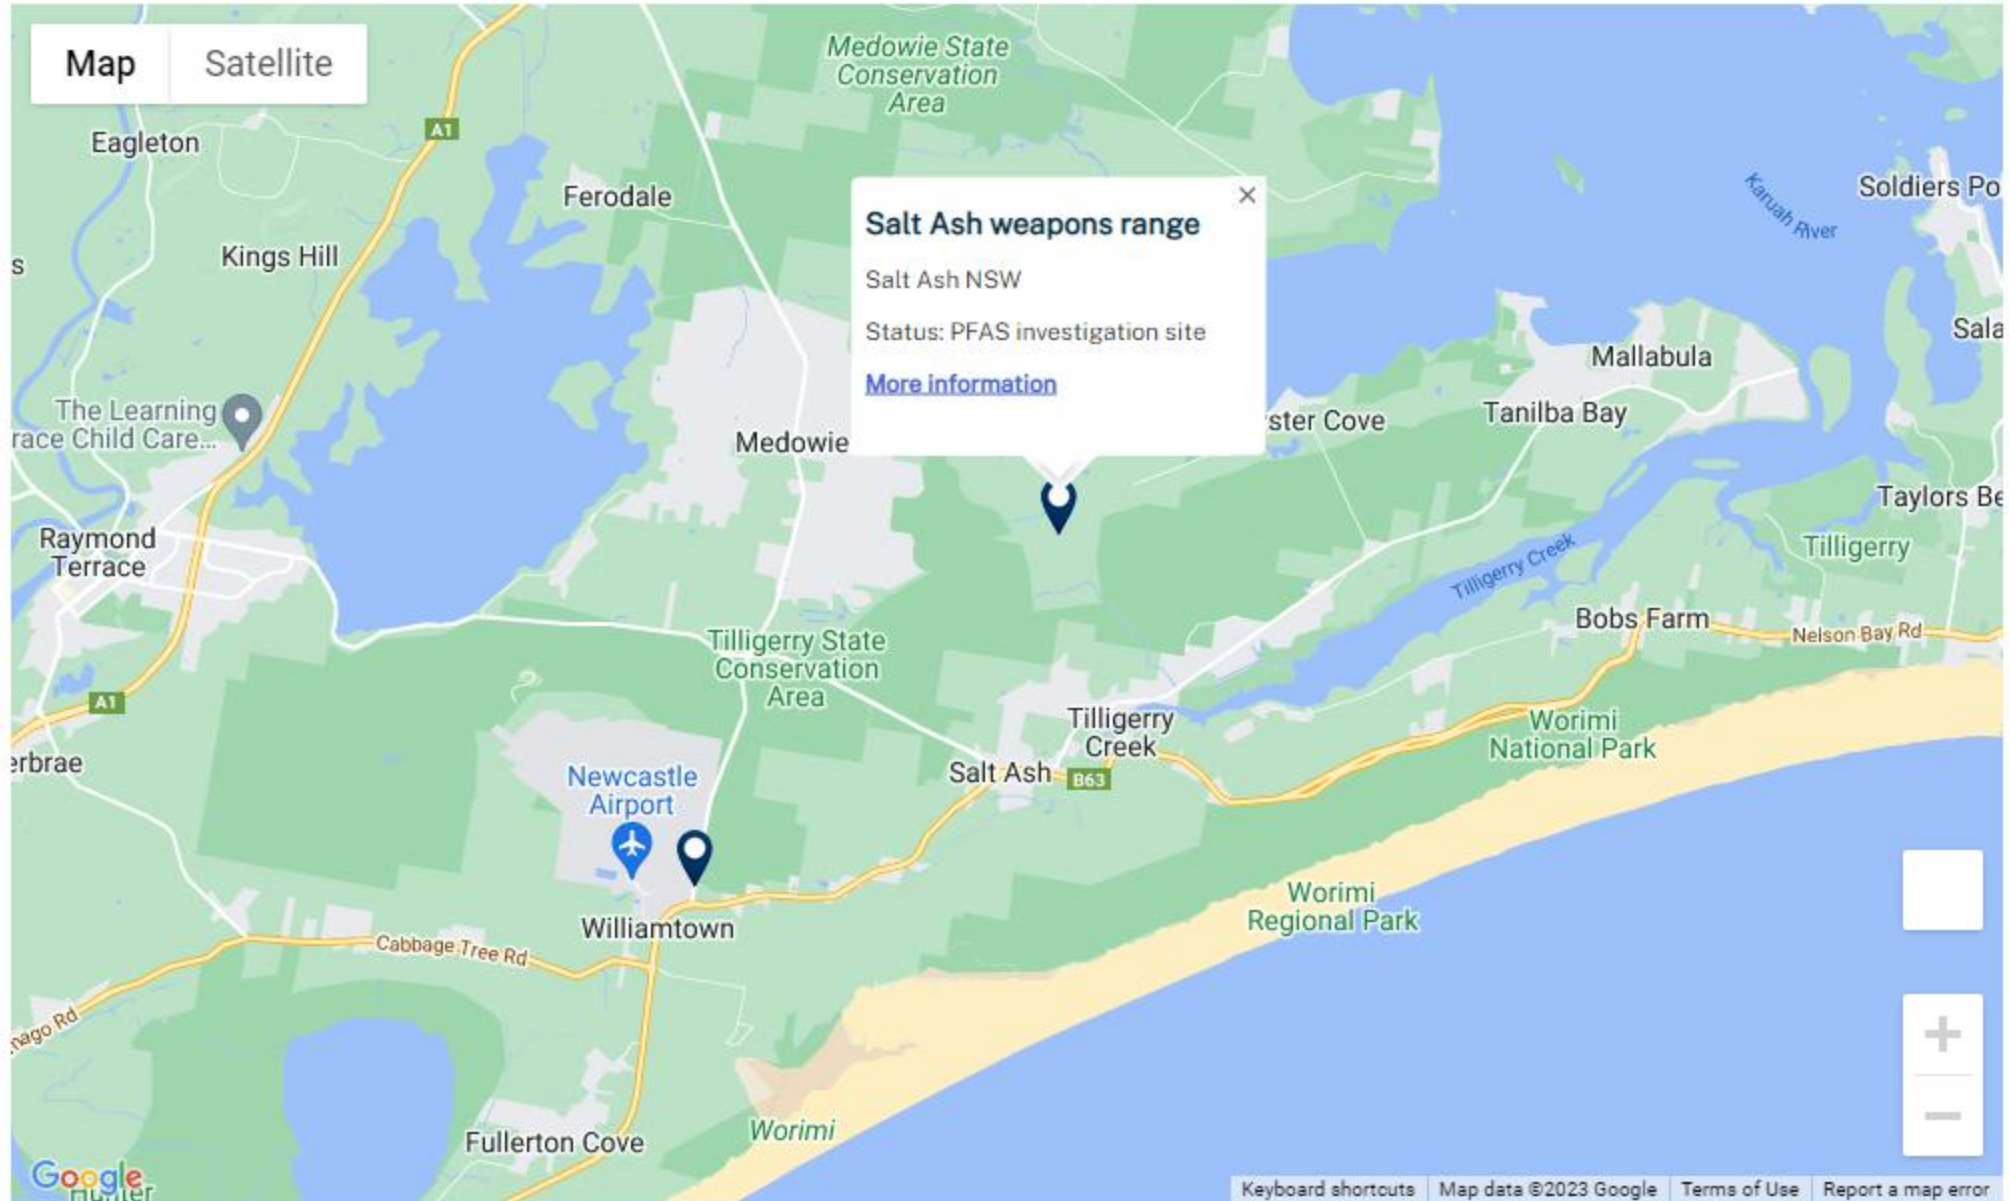 Map
Satellite
Medowie State
Conservation
Area
A1
Eagleton
Ferodale
Kings Hill
s
Karuah River
Soldiers Po
Salt Ash weapons range
Salt Ash NSW
Status: PFAS investigation site
More information
Sala
Mallabula
The Learning
race Child Care...
Medowie
ster Cove
Tanilba Bay
Taylors Be
Raymond
Terrace
Tilligerry Creek
Tilligerry
Bobs Farm
Nelson Bay Rd
Tilligerry State
Conservation
Area
A1
Tilligerry
Creek
Worimi
National Park
erbrae
Newcastle
Airport
Salt Ash
B63
Worimi
Regional Park
Williamtown
Cabbage Tree Rd
nago Rd
Fullerton Cove
Worimi
Google
Hunter
Keyboard shortcuts
Map data ©2023 Google
Terms of Use
Report a map error